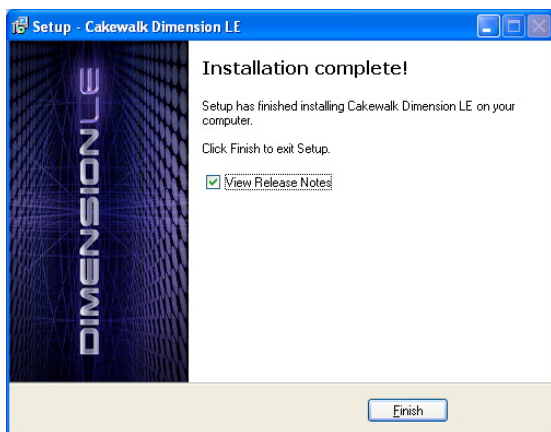 Setup - Cakewalk Dimension LE
DIMENSION LE
Installation complete!
Setup has finished installing Cakewalk Dimension LE on your
computer.
Click Finish to exit Setup.
View Release Notes
Finish